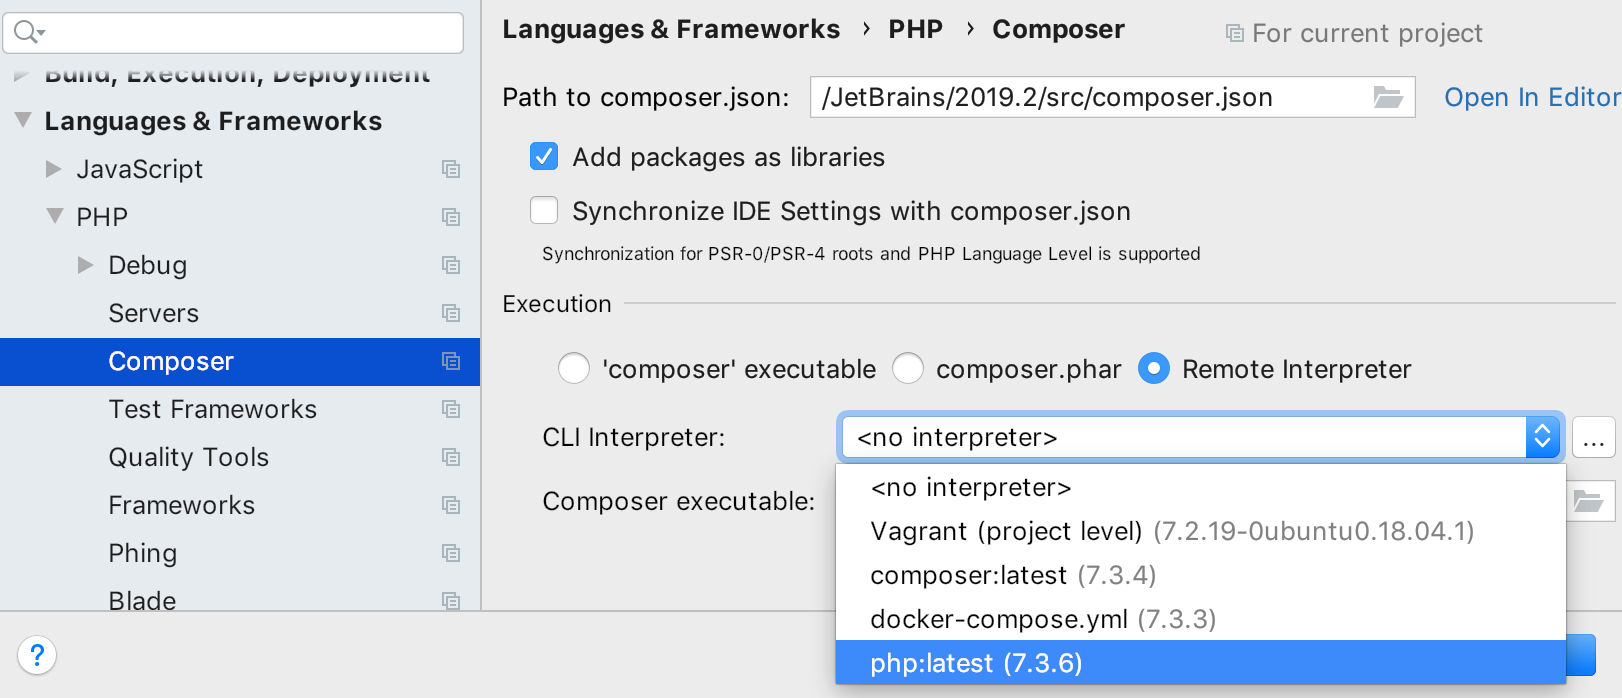 Languages & Frameworks › PHP › Composer
For current project
Build, Execution, Deployment
Languages & Frameworks
JavaScript
PHP
Debug
Servers
Composer
Test Frameworks
Quality Tools
Frameworks
Phing
Blade
Path to composer.json: /JetBrains/2019.2/src/composer.json Open In Editor
Add packages as libraries
Synchronize IDE Settings with composer.json
Synchronization for PSR-0/PSR-4 roots and PHP Language Level is supported
Execution
'composer' executable composer.phar Remote Interpreter
CLI Interpreter: <no interpreter> ...
Composer executable:
<no interpreter>
Vagrant (project level) (7.2.19-0ubuntu0.18.04.1)
composer:latest (7.3.4)
docker-compose.yml (7.3.3)
php:latest (7.3.6)
?